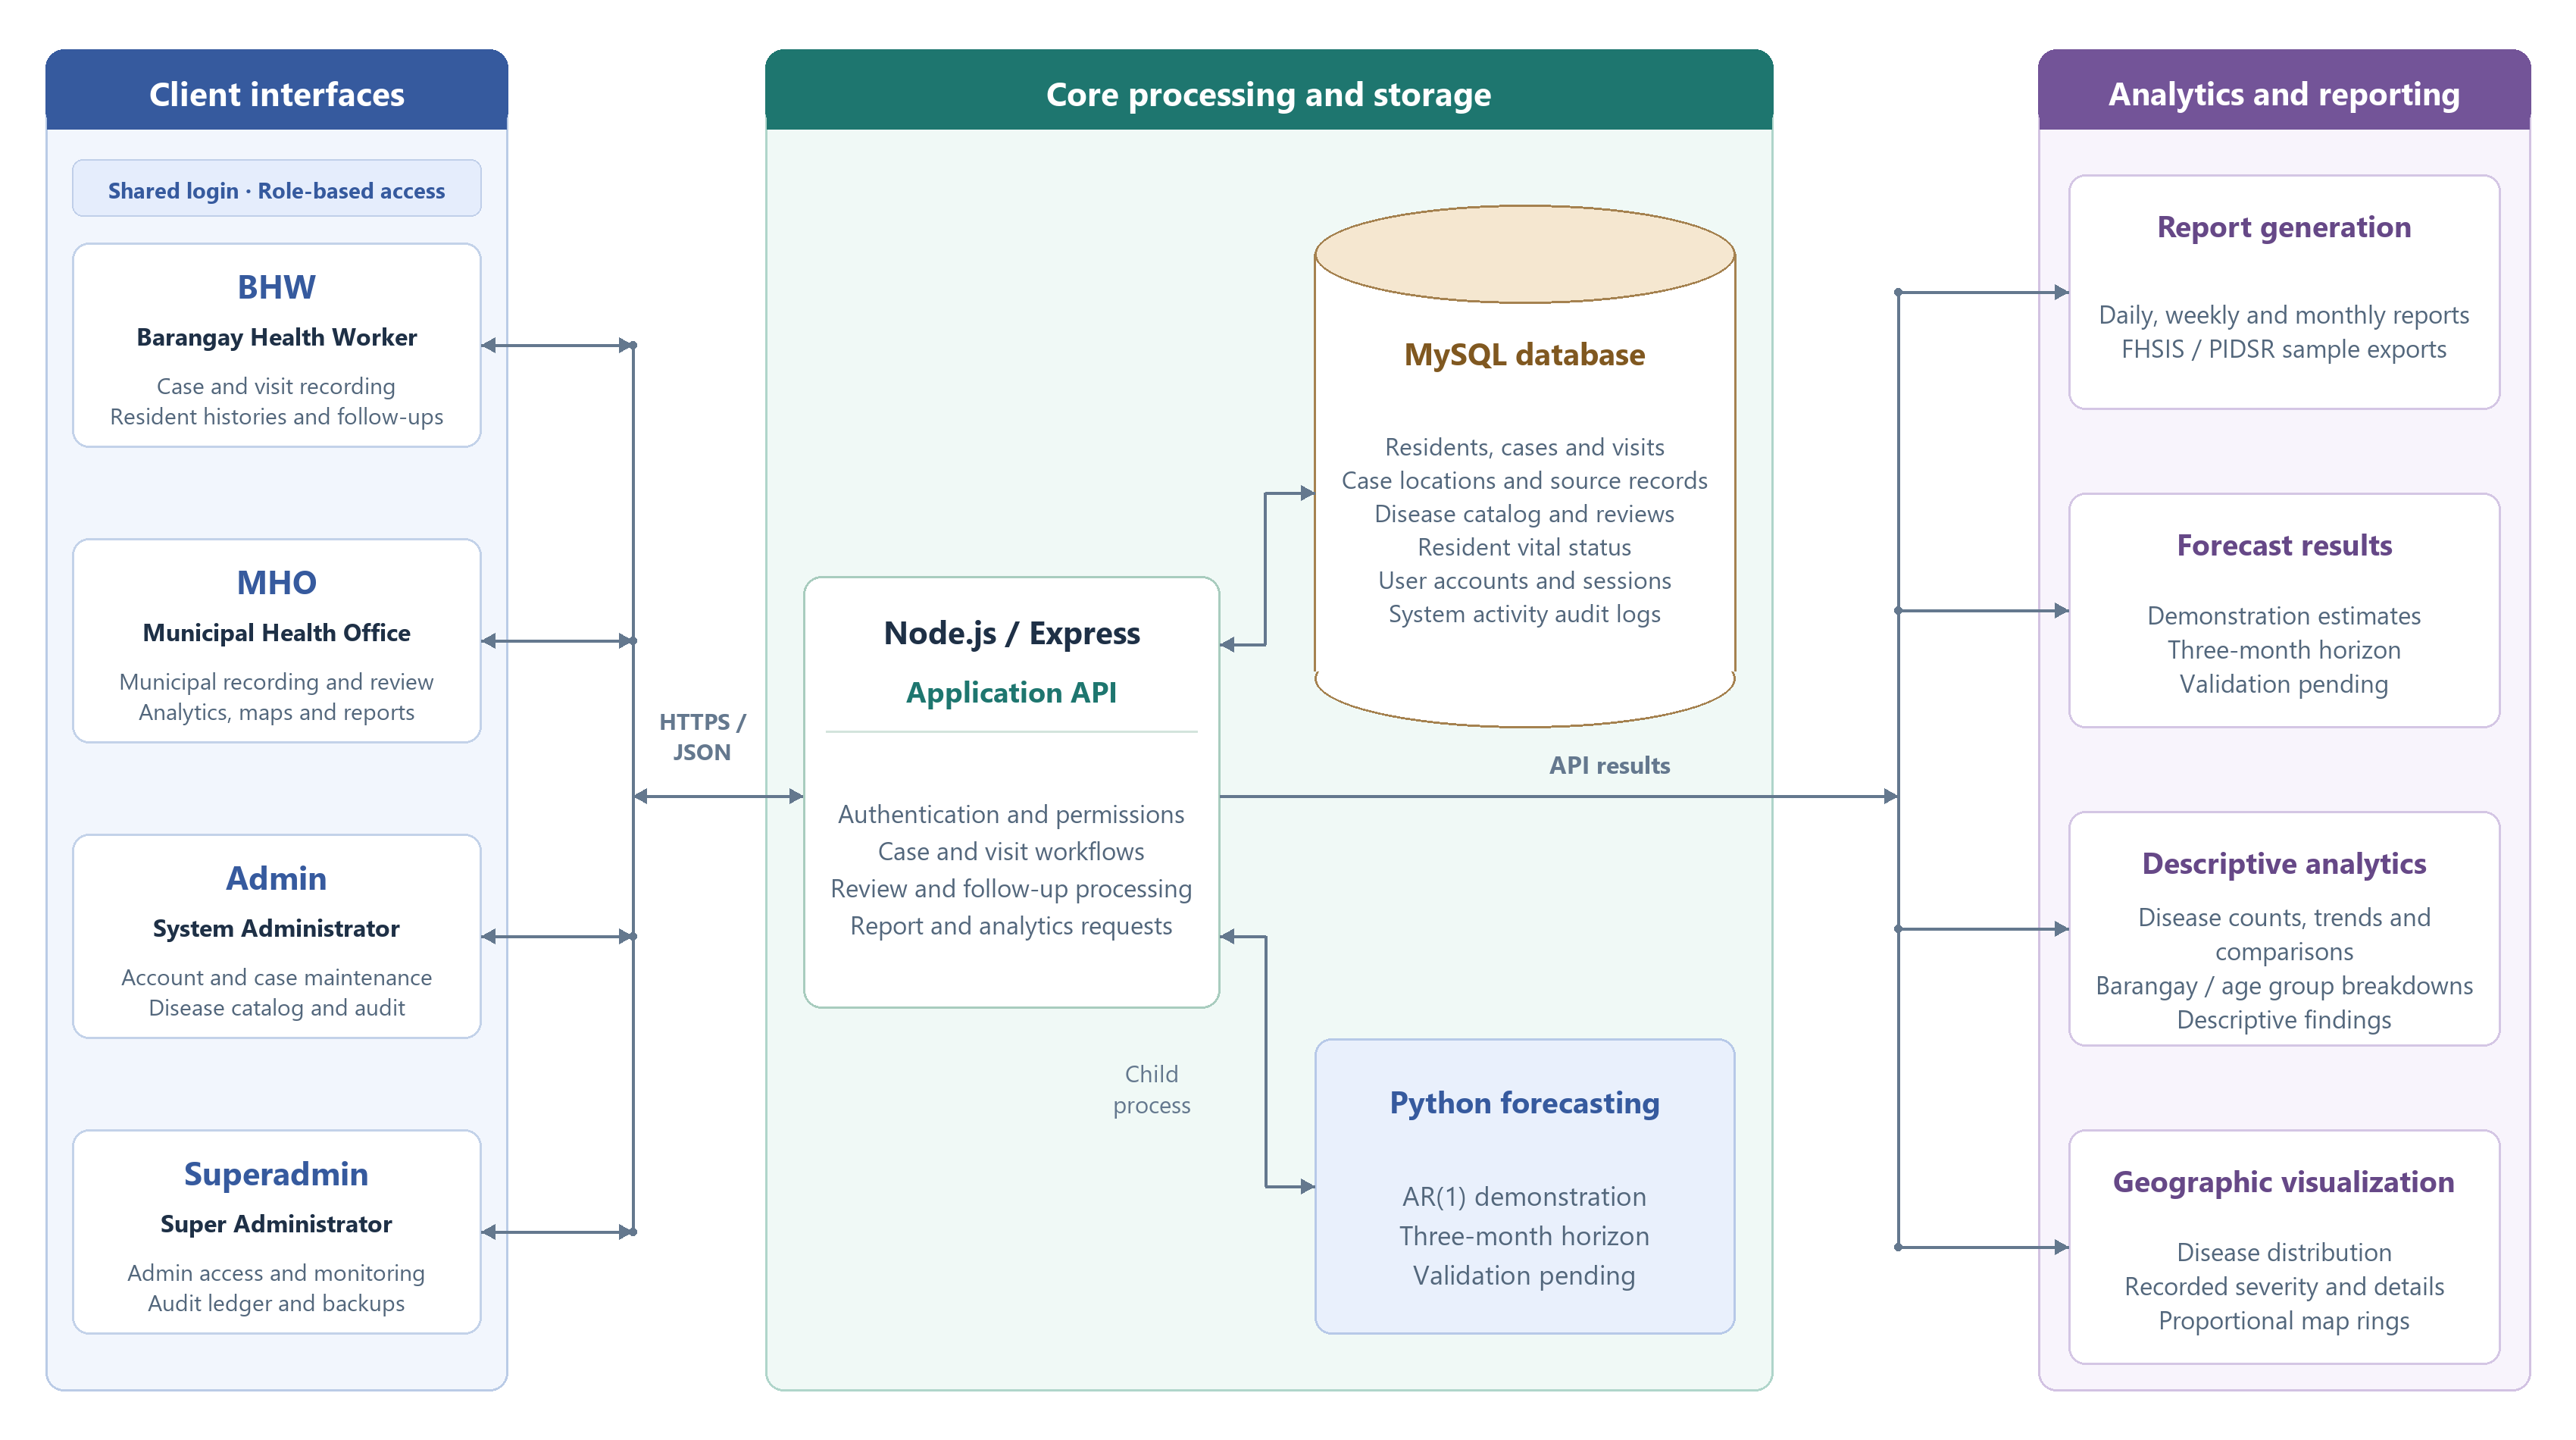 Client interfaces
Shared login · Role-based access
BHW
Barangay Health Worker
Case and visit recording
Resident histories and follow-ups
MHO
Municipal Health Office
Municipal recording and review
Analytics, maps and reports
Admin
System Administrator
Account and case maintenance
Disease catalog and audit
Superadmin
Super Administrator
Admin access and monitoring
Audit ledger and backups
HTTPS /
JSON
Core processing and storage
Node.js / Express
Application API
Authentication and permissions
Case and visit workflows
Review and follow-up processing
Report and analytics requests
MySQL database
Residents, cases and visits
Case locations and source records
Disease catalog and reviews
Resident vital status
User accounts and sessions
System activity audit logs
API results
Child
process
Python forecasting
AR(1) demonstration
Three-month horizon
Validation pending
Analytics and reporting
Report generation
Daily, weekly and monthly reports
FHSIS / PIDSR sample exports
Forecast results
Demonstration estimates
Three-month horizon
Validation pending
Descriptive analytics
Disease counts, trends and
comparisons
Barangay / age group breakdowns
Descriptive findings
Geographic visualization
Disease distribution
Recorded severity and details
Proportional map rings